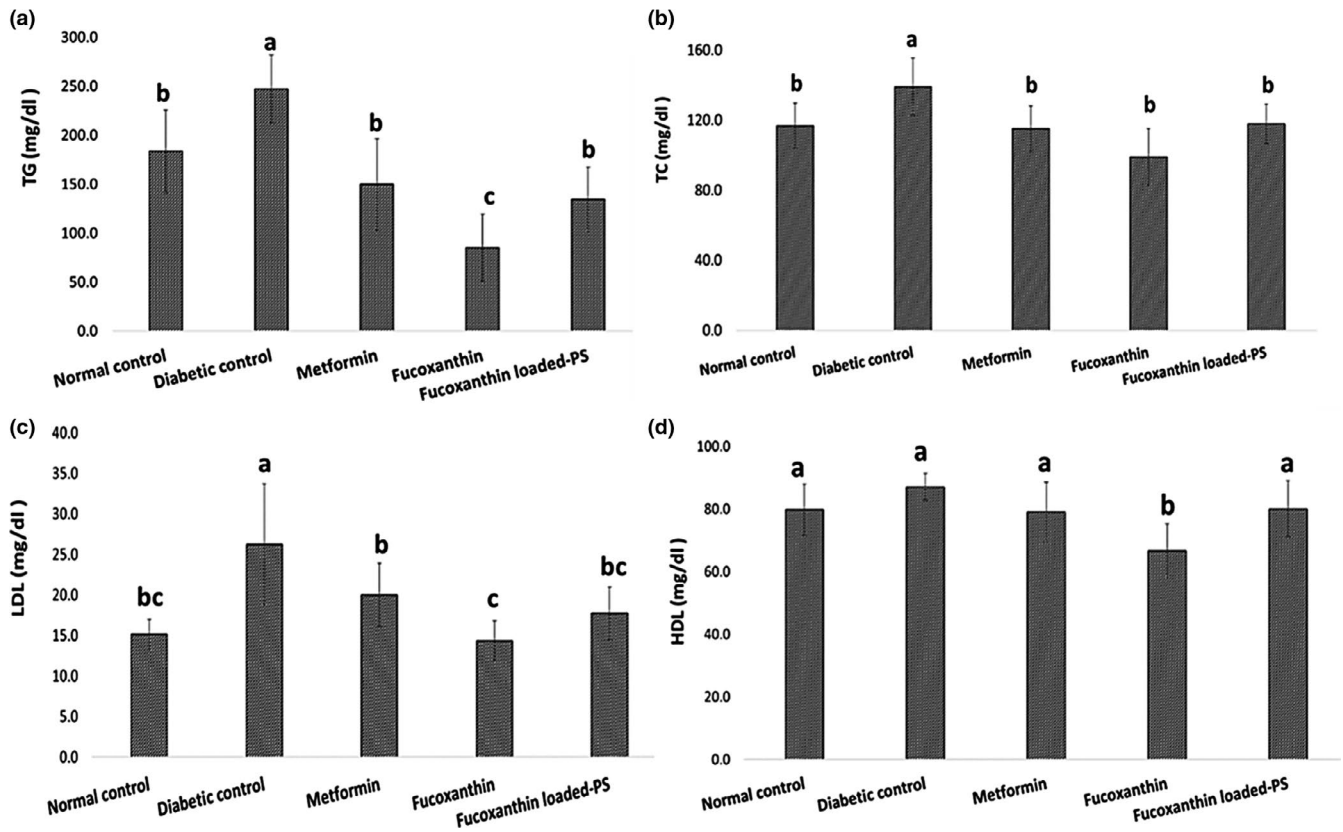 (a)
300.0
250.0
200.0
150.0
100.0
50.0
0.0
TG (mg/dl )
b
a
b
c
b
Normal control
Diabetic control
Metformin
Fucoxanthin
Fucoxanthin loaded-PS
(b)
160.0
120.0
80.0
40.0
0.0
TC (mg/dl )
b
a
b
b
b
Normal control
Diabetic control
Metformin
Fucoxanthin
Fucoxanthin loaded-PS
(c)
40.0
35.0
30.0
25.0
20.0
15.0
10.0
5.0
0.0
LDL (mg/dl )
bc
a
b
c
bc
Normal control
Diabetic control
Metformin
Fucoxanthin
Fucoxanthin loaded-PS
(d)
100.0
80.0
60.0
40.0
20.0
0.0
HDL (mg/dl )
a
a
a
b
a
Normal control
Diabetic control
Metformin
Fucoxanthin
Fucoxanthin loaded-PS